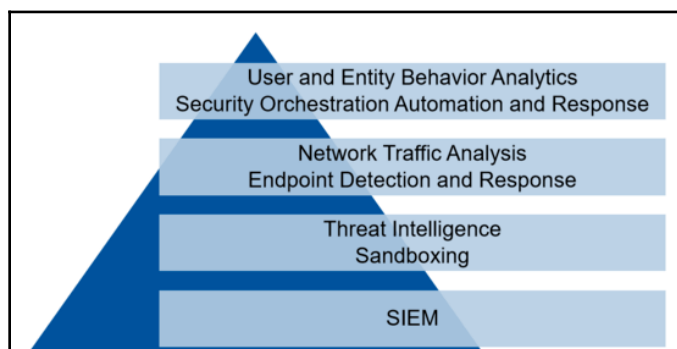 User and Entity Behavior Analytics
Security Orchestration Automation and Response
Network Traffic Analysis
Endpoint Detection and Response
Threat Intelligence
Sandboxing
SIEM